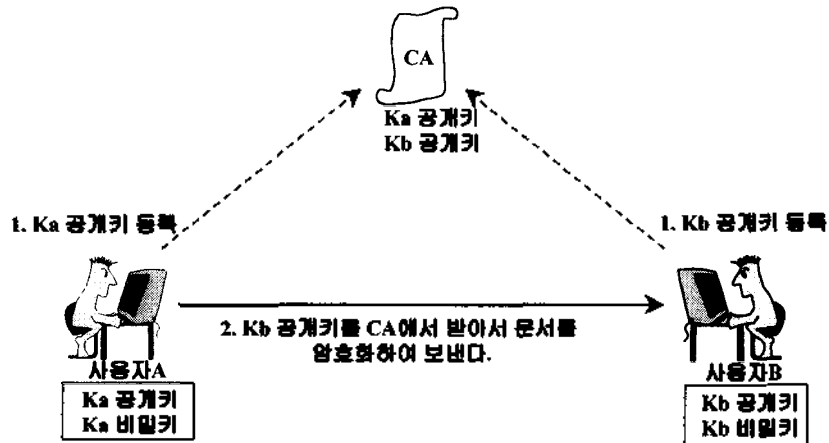 CA
Ka 공개키
Kb 공개키
1. Ka 공개키 등록
1. Kb 공개키 등록
2. Kb 공개키를 CA에서 받아서 문서를
암호화하여 보낸다.
사용자A
Ka 공개키
Ka 비밀키
사용자B
Kb 공개키
Kb 비밀키